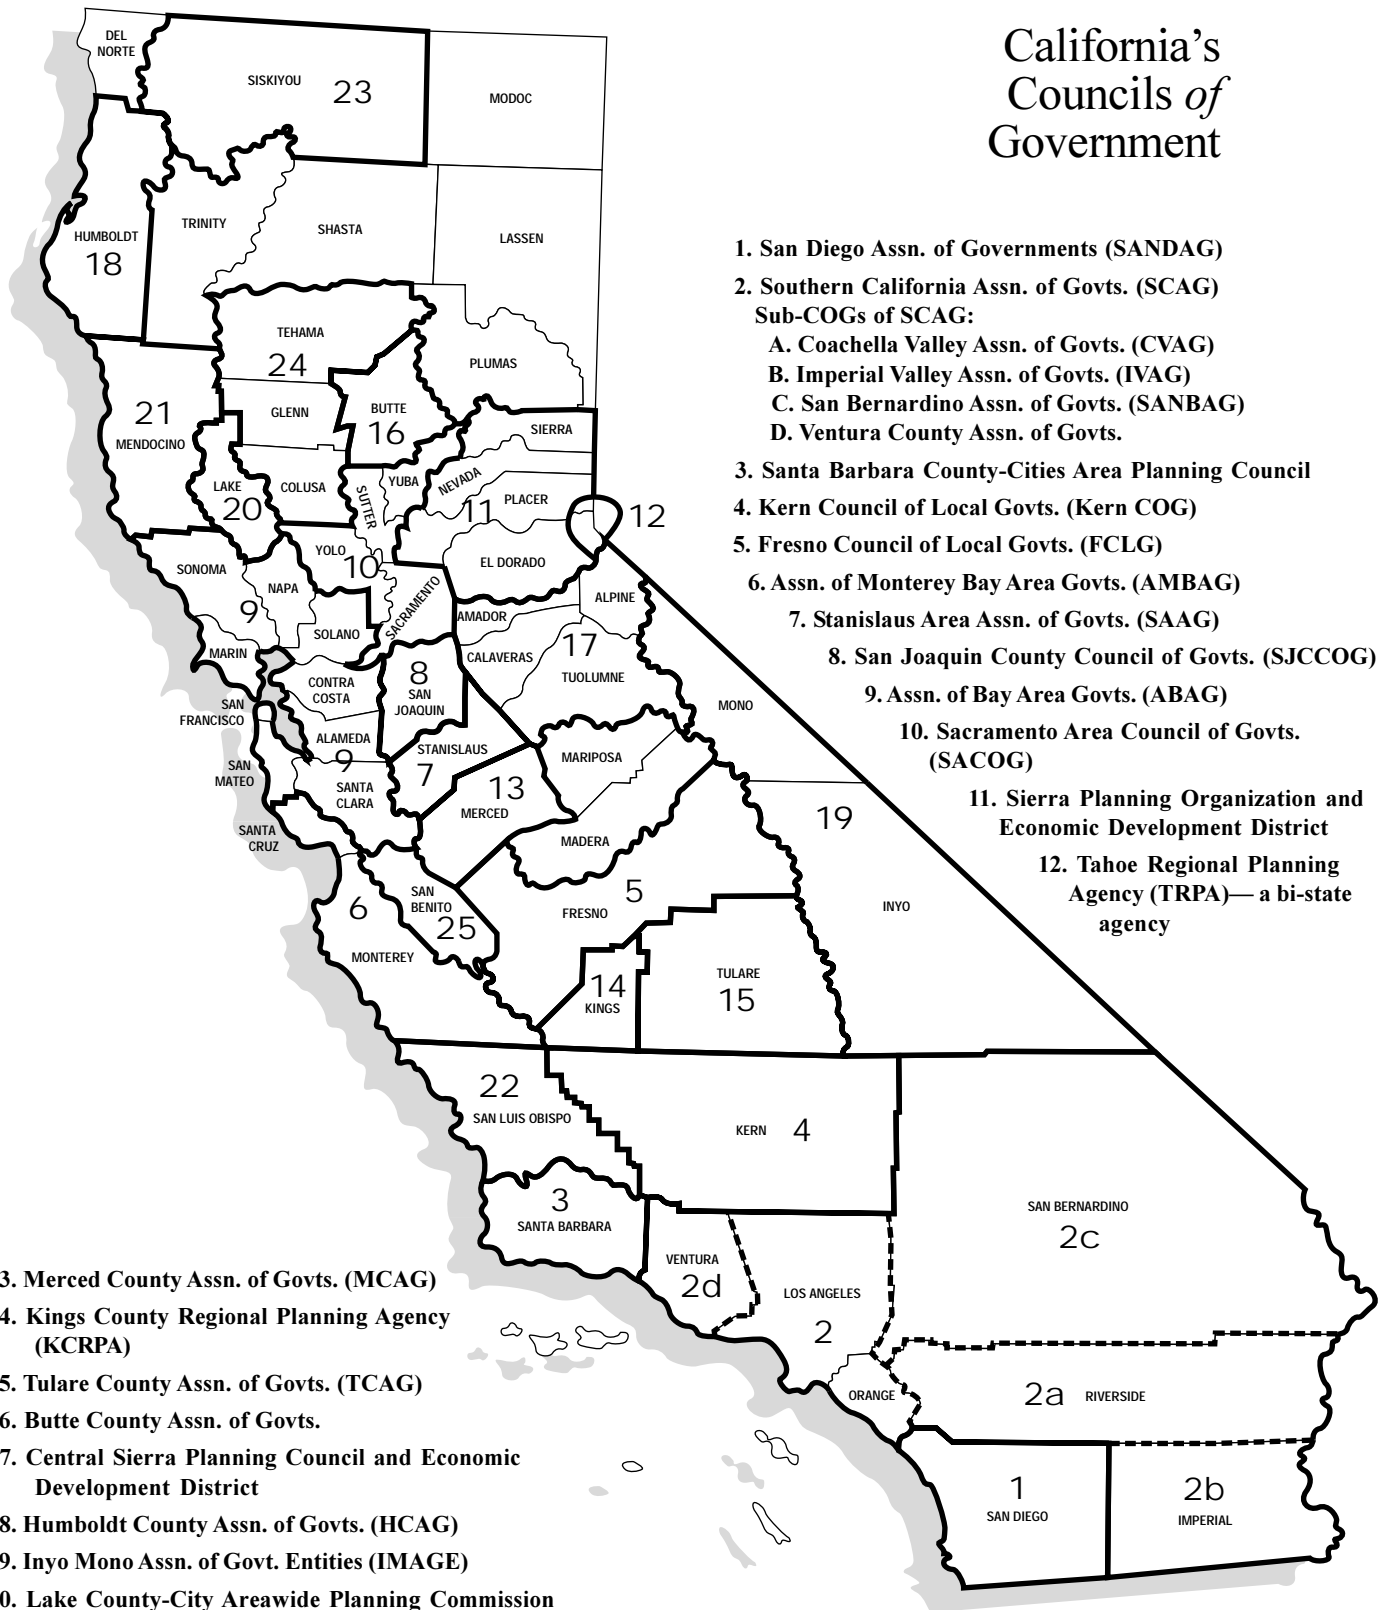 California's
Councils of
Government
1. San Diego Assn. of Governments (SANDAG)
2. Southern California Assn. of Govts. (SCAG)
Sub-COGs of SCAG:
A. Coachella Valley Assn. of Govts. (CVAG)
B. Imperial Valley Assn. of Govts. (IVAG)
C. San Bernardino Assn. of Govts. (SANBAG)
D. Ventura County Assn. of Govts.
3. Santa Barbara County-Cities Area Planning Council
4. Kern Council of Local Govts. (Kern COG)
5. Fresno Council of Local Govts. (FCLG)
6. Assn. of Monterey Bay Area Govts. (AMBAG)
7. Stanislaus Area Assn. of Govts. (SAAG)
8. San Joaquin County Council of Govts. (SJCCOG)
9. Assn. of Bay Area Govts. (ABAG)
10. Sacramento Area Council of Govts.
(SACOG)
11. Sierra Planning Organization and
Economic Development District
12. Tahoe Regional Planning
Agency (TRPA)— a bi-state
agency
3. Merced County Assn. of Govts. (MCAG)
4. Kings County Regional Planning Agency
(KCRPA)
5. Tulare County Assn. of Govts. (TCAG)
6. Butte County Assn. of Govts.
7. Central Sierra Planning Council and Economic
Development District
8. Humboldt County Assn. of Govts. (HCAG)
9. Inyo Mono Assn. of Govt. Entities (IMAGE)
0. Lake County-City Areawide Planning Commission
DEL
NORTE
SISKIYOU
23
MODOC
HUMBOLDT
18
TRINITY
SHASTA
LASSEN
TEHAMA
24
PLUMAS
21
MENDOCINO
GLENN
BUTTE
16
SIERRA
LAKE
20
COLUSA
SUTTER
YUBA
NEVADA
11
PLACER
12
YOLO
10
EL DORADO
SONOMA
NAPA
9
SOLANO
SACRAMENTO
AMADOR
ALPINE
MARIN
CONTRA
COSTA
8
SAN
JOAQUIN
CALAVERAS
17
TUOLUMNE
MONO
SAN
FRANCISCO
ALAMEDA
9
STANISLAUS
7
MARIPOSA
SAN
MATEO
SANTA
CLARA
13
MERCED
19
SANTA
CRUZ
MADERA
6
MONTEREY
SAN
BENITO
25
5
FRESNO
INYO
14
KINGS
TULARE
15
22
SAN LUIS OBISPO
KERN
4
3
SANTA BARBARA
SAN BERNARDINO
2c
VENTURA
2d
LOS ANGELES
2
ORANGE
2a
RIVERSIDE
1
SAN DIEGO
2b
IMPERIAL